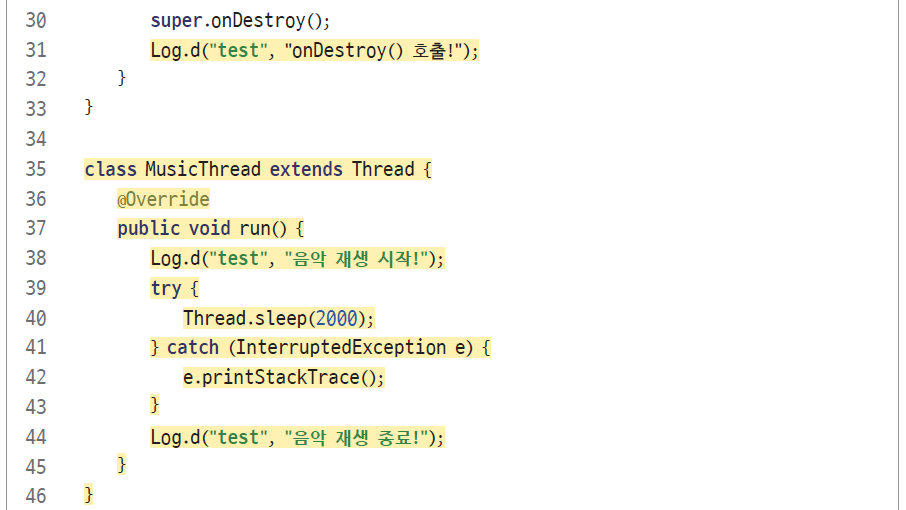 30 super.onDestroy();
31 Log.d("test", "onDestroy() 호출!");
32 }
33 }
34
35 class MusicThread extends Thread {
36 @Override
37 public void run() {
38 Log.d("test", "음악 재생 시작!");
39 try {
40 Thread.sleep(2000);
41 } catch (InterruptedException e) {
42 e.printStackTrace();
43 }
44 Log.d("test", "음악 재생 종료!");
45 }
46 }